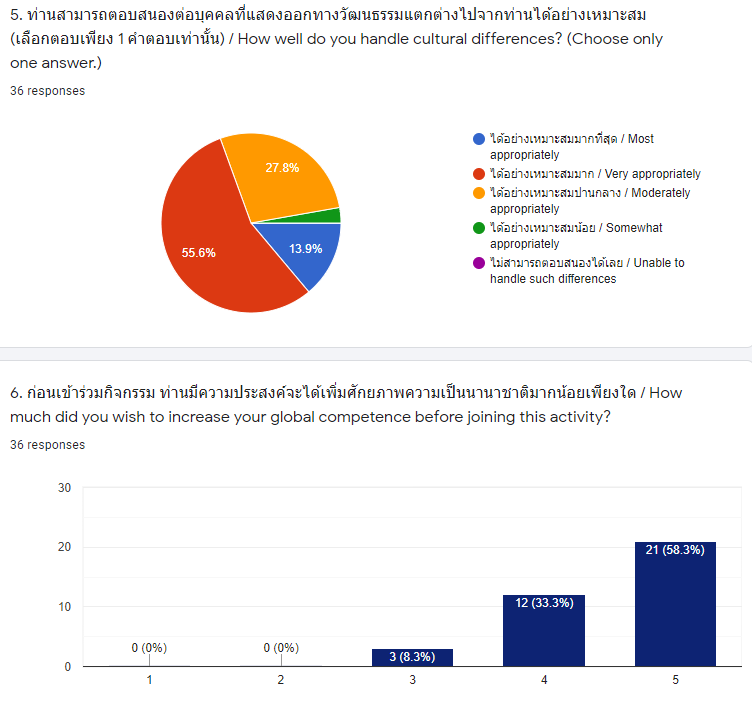 5. ท่านสามารถตอบสนองต่อบุคคลที่แสดงออกทางวัฒนธรรมแตกต่างไปจากท่านได้อย่างเหมาะสม
(เลือกตอบเพียง 1 คำตอบเท่านั้น) / How well do you handle cultural differences? (Choose only
one answer.)
36 responses
27.8%
55.6%
13.9%
ได้อย่างเหมาะสมมากที่สุด / Most
appropriately
ได้อย่างเหมาะสมมาก / Very appropriately
ได้อย่างเหมาะสมปานกลาง / Moderately
appropriately
ได้อย่างเหมาะสมน้อย / Somewhat
appropriately
ไม่สามารถตอบสนองได้เลย / Unable to
handle such differences
6. ก่อนเข้าร่วมกิจกรรม ท่านมีความประสงค์จะได้เพิ่มศักยภาพความเป็นนานาชาติมากน้อยเพียงใด / How
much did you wish to increase your global competence before joining this activity?
36 responses
30
20
10
0
0 (0%)
0 (0%)
3 (8.3%)
12 (33.3%)
21 (58.3%)
1
2
3
4
5